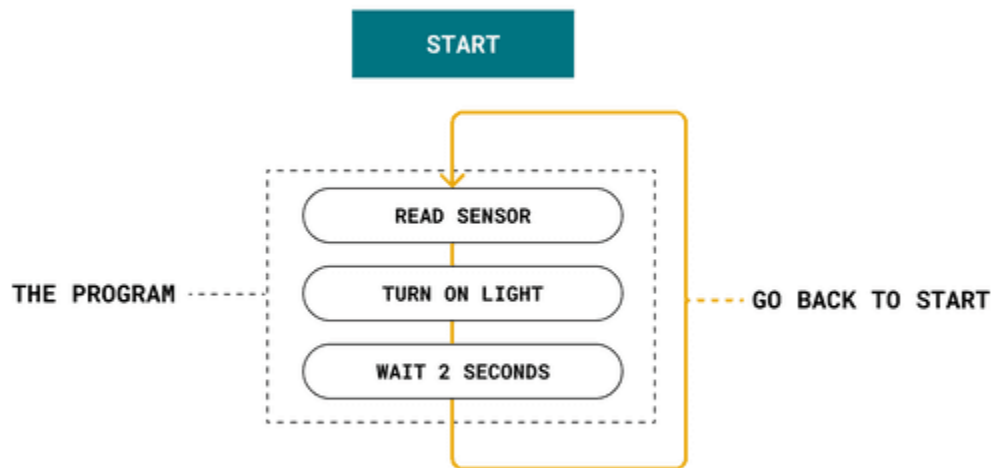 START
READ SENSOR
THE PROGRAM
TURN ON LIGHT
GO BACK TO START
WAIT 2 SECONDS